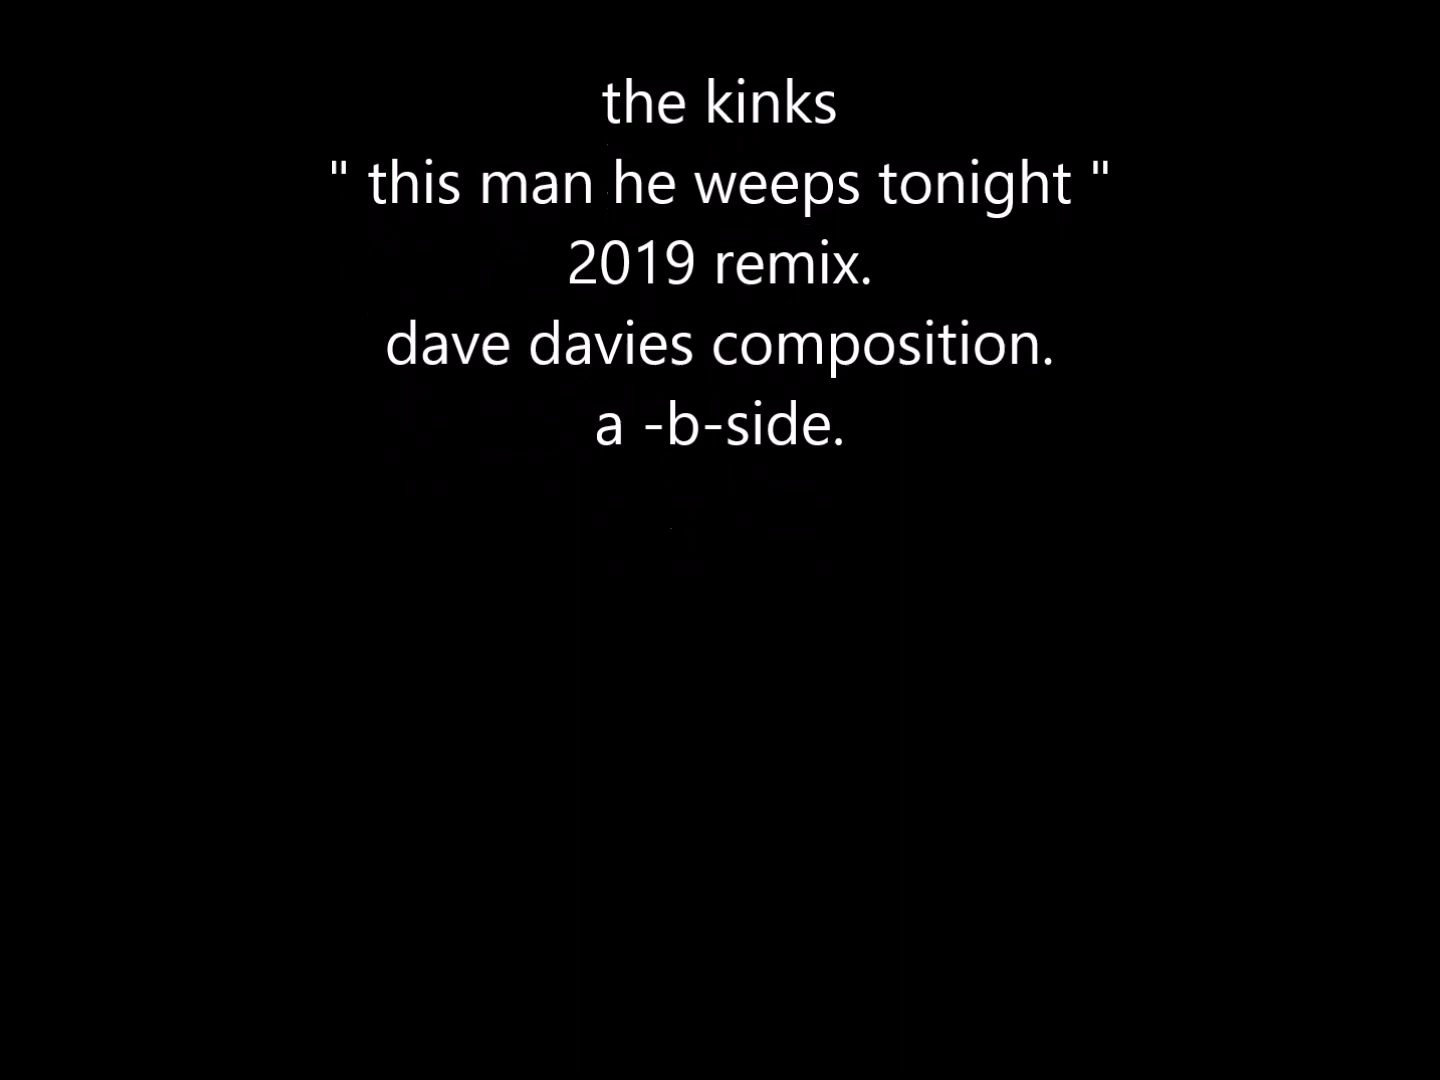 the kinks
" this man he weeps tonight "
2019 remix.
dave davies composition.
a -b-side.